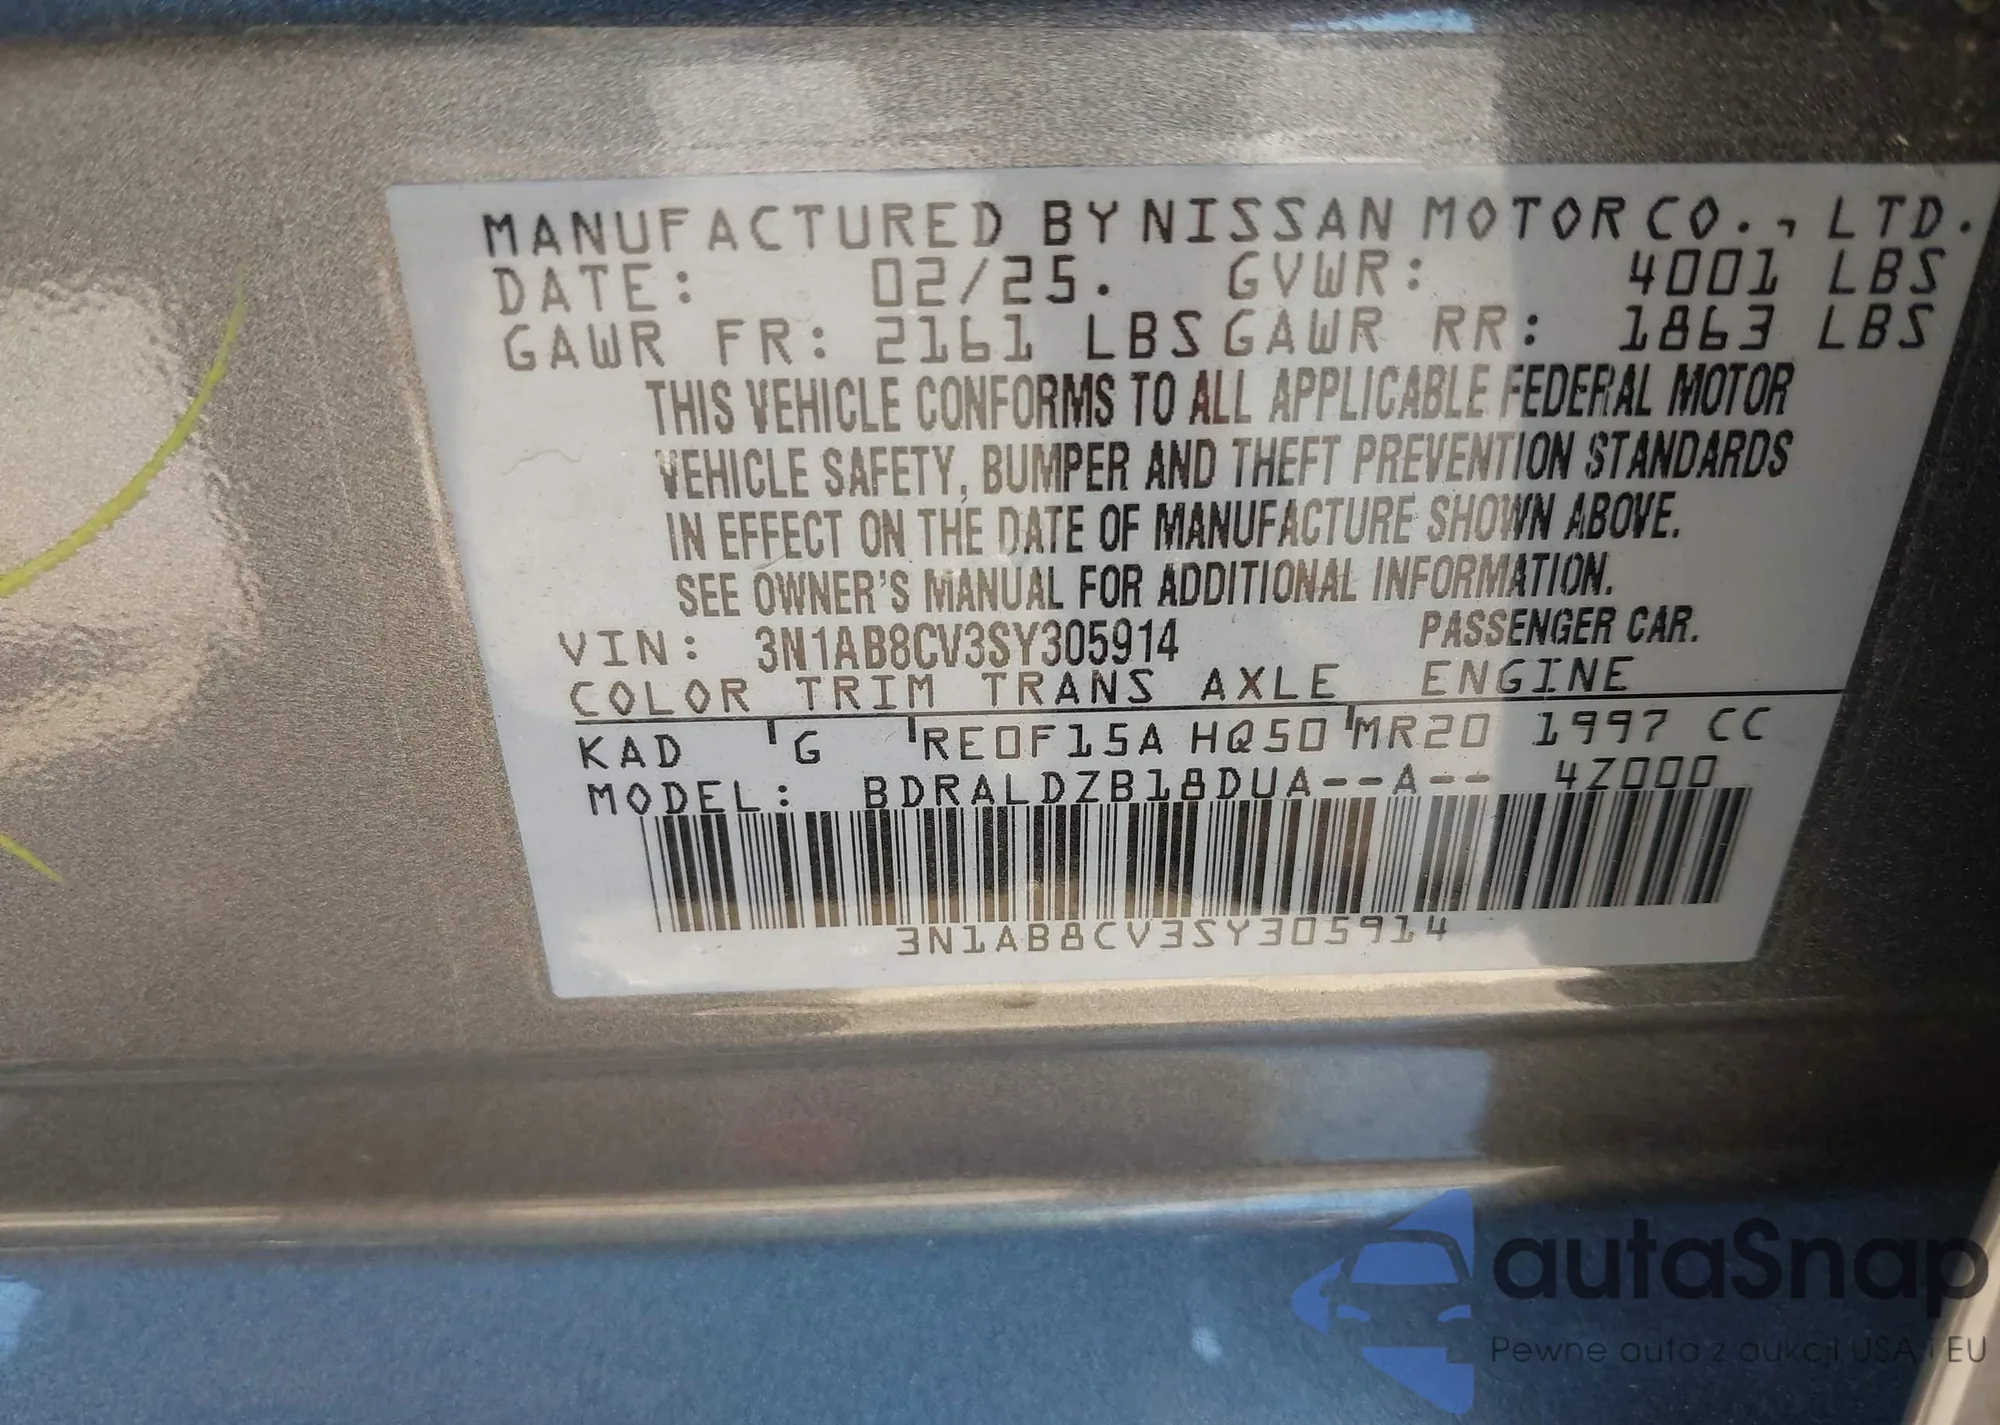 MANUFACTURED BY NISSAN MOTOR CO., LTD.
DATE: 02/25. GVWR: 4001 LBS
GAWR FR: 2161 LBS GAWR RR: 1863 LBS
THIS VEHICLE CONFORMS TO ALL APPLICABLE FEDERAL MOTOR
VEHICLE SAFETY, BUMPER AND THEFT PREVENTION STANDARDS
IN EFFECT ON THE DATE OF MANUFACTURE SHOWN ABOVE.
SEE OWNER'S MANUAL FOR ADDITIONAL INFORMATION.
VIN: 3N1AB8CV3SY305914 PASSENGER CAR.
COLOR TRIM TRANS AXLE ENGINE
KAD G RE0F15A HQ50 MR20 1997 CC
MODEL: BDRALDZB18DUA--A-- 4Z000
3N1AB8CV3SY305914
autaSnap
Pewne auta z aukcji USA i EU